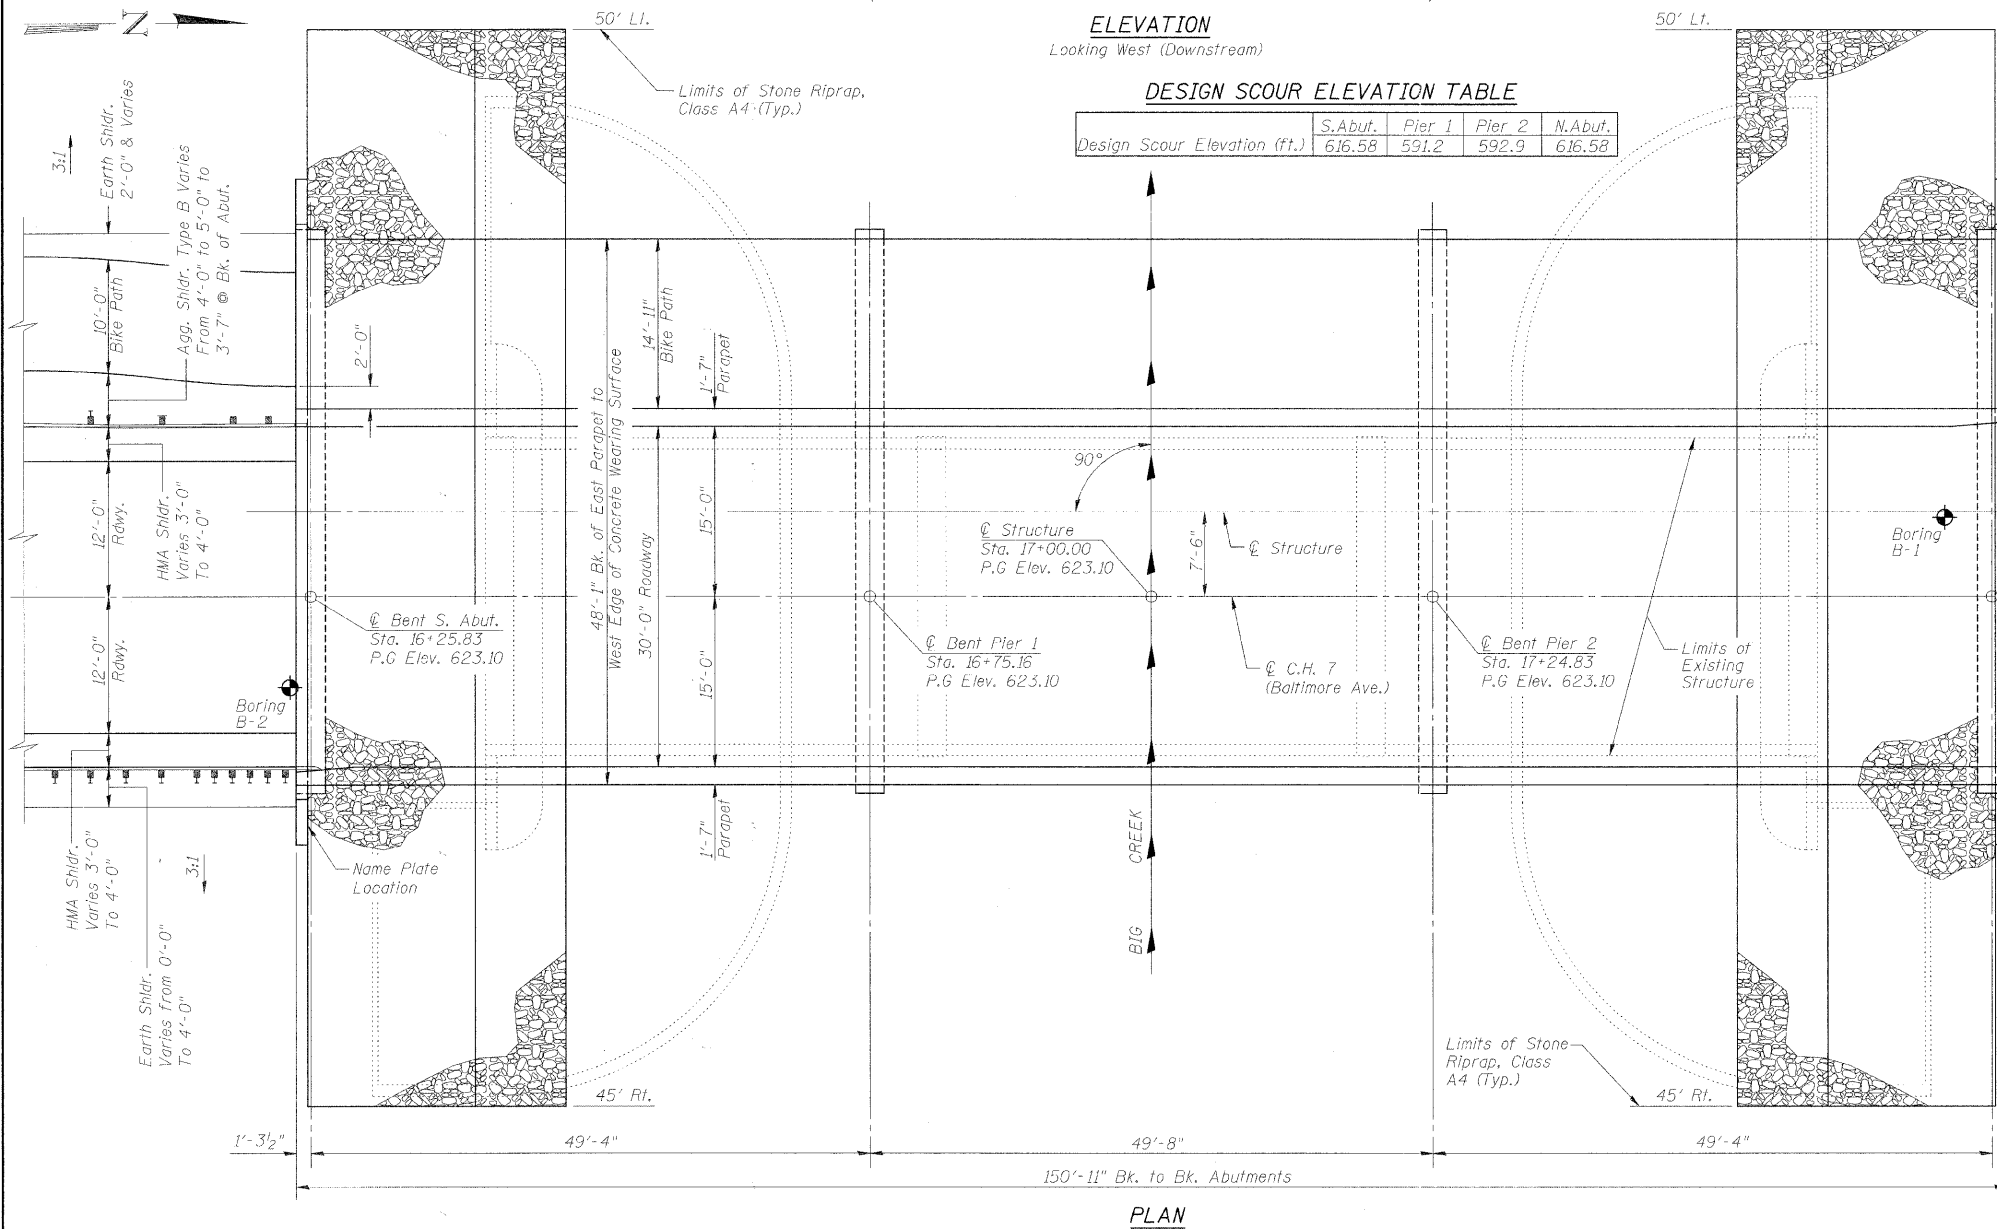 N
50' Lt.
ELEVATION
Looking West (Downstream)
50' Lt.
Limits of Stone Riprap,
Class A4 (Typ.)
DESIGN SCOUR ELEVATION TABLE
S.Abut. Pier 1 Pier 2 N.Abut.
Design Scour Elevation (ft.) 616.58 591.2 592.9 616.58
3:1
Earth Shldr.
2'-0" & Varies
Agg. Shldr. Type B Varies
From 4'-0" to 5'-0" to
3'-7" @ Bk. of Abut.
10'-0"
Bike Path
2'-0"
14'-11"
Bike Path
1'-7"
Parapet
48'-1" Bk. of East Parapet to
West Edge of Concrete Wearing Surface
30'-0" Roadway
15'-0"
15'-0"
12'-0"
Rdwy.
HMA Shldr.
Varies 3'-0"
To 4'-0"
12'-0"
Rdwy.
90°
℄ Structure
Sta. 17+00.00
P.G Elev. 623.10
7'-6"
℄ Structure
Boring
B-1
℄ Bent S. Abut.
Sta. 16+25.83
P.G Elev. 623.10
℄ Bent Pier 1
Sta. 16+75.16
P.G Elev. 623.10
℄ C.H. 7
(Baltimore Ave.)
℄ Bent Pier 2
Sta. 17+24.83
P.G Elev. 623.10
Limits of
Existing
Structure
Boring
B-2
1'-7"
Parapet
BIG CREEK
Name Plate
Location
3:1
HMA Shldr.
Varies 3'-0"
To 4'-0"
Earth Shldr.
Varies from 0'-0"
To 4'-0"
Limits of Stone
Riprap, Class
A4 (Typ.)
45' Rt.
45' Rt.
1'-3½"
49'-4"
49'-8"
49'-4"
150'-11" Bk. to Bk. Abutments
PLAN